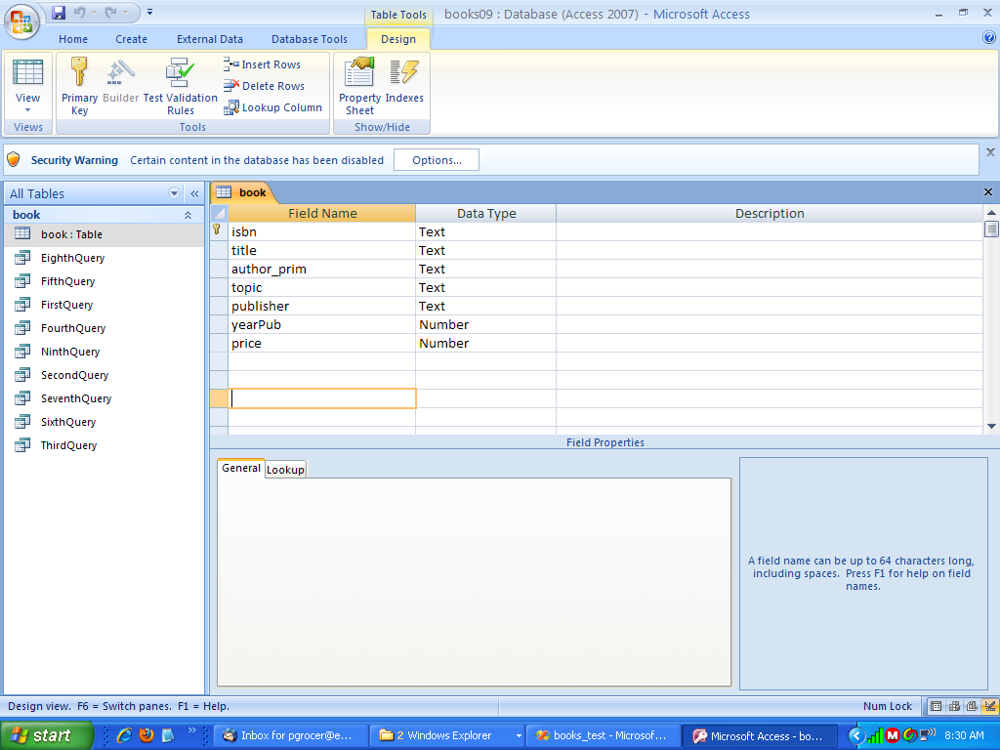 Table Tools books09 : Database (Access 2007) - Microsoft Access
Home Create External Data Database Tools Design
View Primary Key Builder Test Validation Rules Insert Rows Delete Rows Lookup Column Property Sheet Indexes
Views Tools Show/Hide
Security Warning Certain content in the database has been disabled Options...
All Tables
book
book : Table
EighthQuery
FifthQuery
FirstQuery
FourthQuery
NinthQuery
SecondQuery
SeventhQuery
SixthQuery
ThirdQuery
book
Field Name Data Type Description
isbn Text
title Text
author_prim Text
topic Text
publisher Text
yearPub Number
price Number
Field Properties
General Lookup
A field name can be up to 64 characters long,
including spaces. Press F1 for help on field
names.
Design view. F6 = Switch panes. F1 = Help. Num Lock
start Inbox for pgrocer@e... 2 Windows Explorer books_test - Microsof... Microsoft Access - bo... 8:30 AM